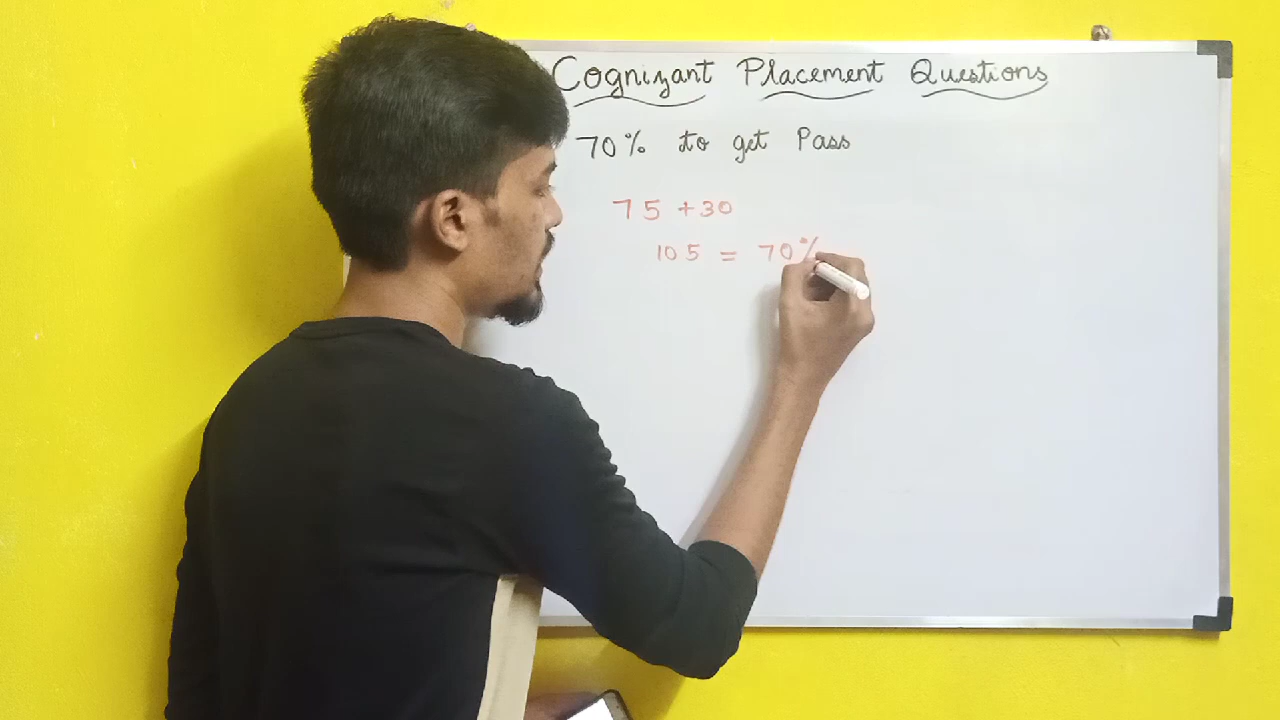 Cognizant Placement Questions
70% to get Pass
75 +30
105 = 70%